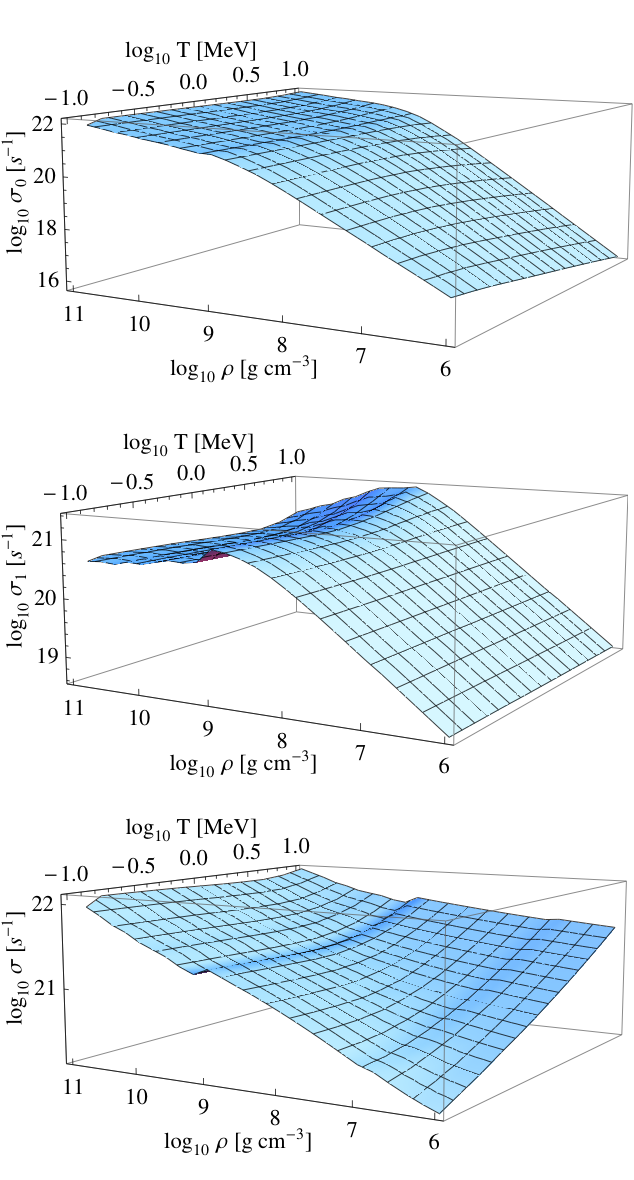 log₁₀ T [MeV]
−1.0 −0.5 0.0 0.5 1.0
22
20
18
16
log₁₀ σ₀ [s⁻¹]
11 10 9 8 7 6
log₁₀ ρ [g cm⁻³]
log₁₀ T [MeV]
−1.0 −0.5 0.0 0.5 1.0
21
20
19
log₁₀ σ₁ [s⁻¹]
11 10 9 8 7 6
log₁₀ ρ [g cm⁻³]
log₁₀ T [MeV]
−1.0 −0.5 0.0 0.5 1.0
22
21
log₁₀ σ [s⁻¹]
11 10 9 8 7 6
log₁₀ ρ [g cm⁻³]